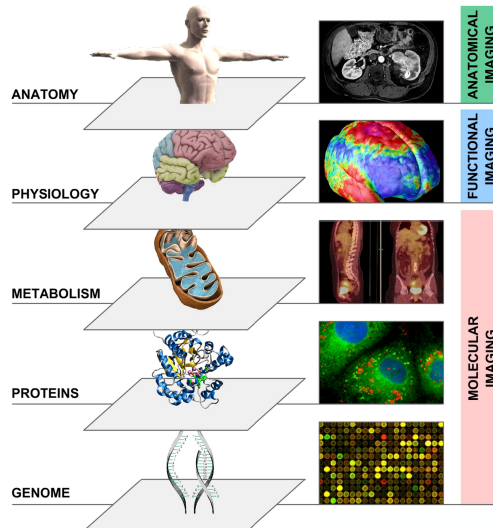 ANATOMY
ANATOMICAL
IMAGING
PHYSIOLOGY
FUNCTIONAL
IMAGING
METABOLISM
PROTEINS
MOLECULAR
IMAGING
GENOME